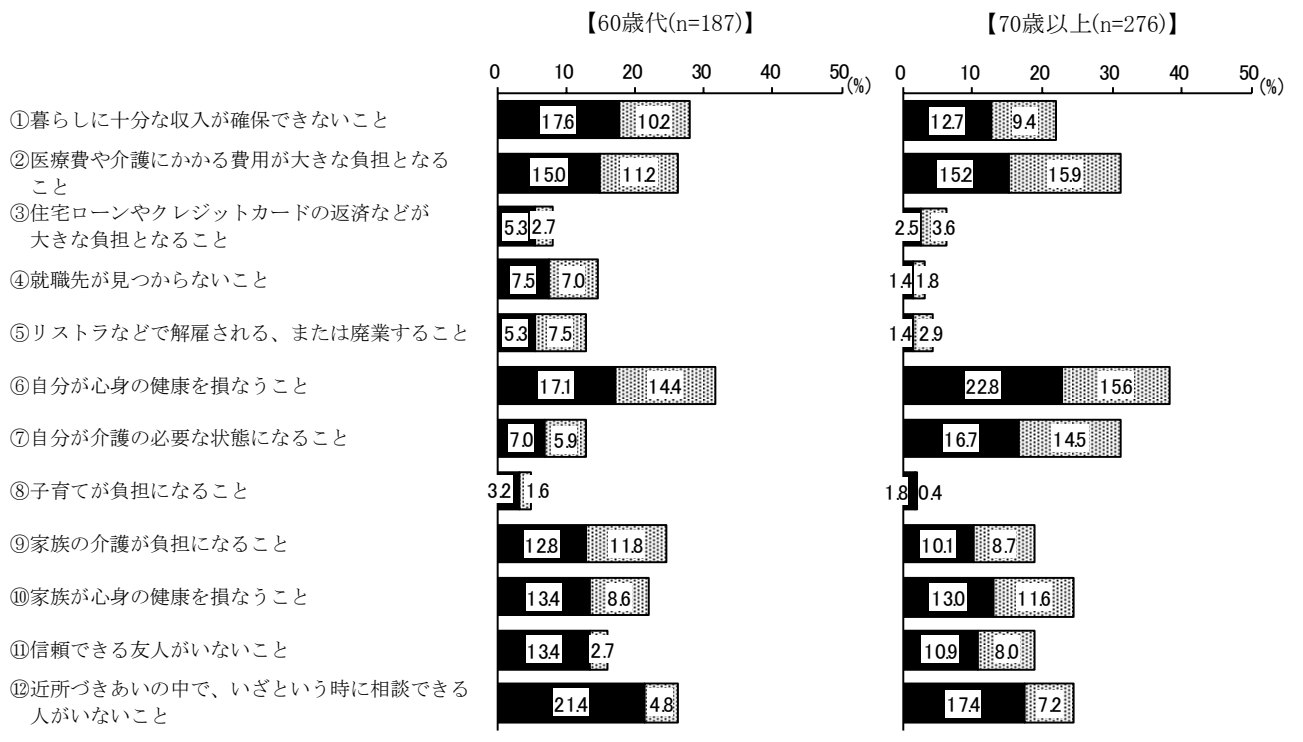 【60歳代(n=187)】 【70歳以上(n=276)】
0 10 20 30 40 50(%) 0 10 20 30 40 50(%)
①暮らしに十分な収入が確保できないこと 17.6 10.2 12.7 9.4
②医療費や介護にかかる費用が大きな負担となる
こと 15.0 11.2 15.2 15.9
③住宅ローンやクレジットカードの返済などが
大きな負担となること 5.3 2.7 2.5 3.6
④就職先が見つからないこと 7.5 7.0 1.4 1.8
⑤リストラなどで解雇される、または廃業すること 5.3 7.5 1.4 2.9
⑥自分が心身の健康を損なうこと 17.1 14.4 22.8 15.6
⑦自分が介護の必要な状態になること 7.0 5.9 16.7 14.5
⑧子育てが負担になること 3.2 1.6 1.8 0.4
⑨家族の介護が負担になること 12.8 11.8 10.1 8.7
⑩家族が心身の健康を損なうこと 13.4 8.6 13.0 11.6
⑪信頼できる友人がいないこと 13.4 2.7 10.9 8.0
⑫近所づきあいの中で、いざという時に相談できる
人がいないこと 21.4 4.8 17.4 7.2